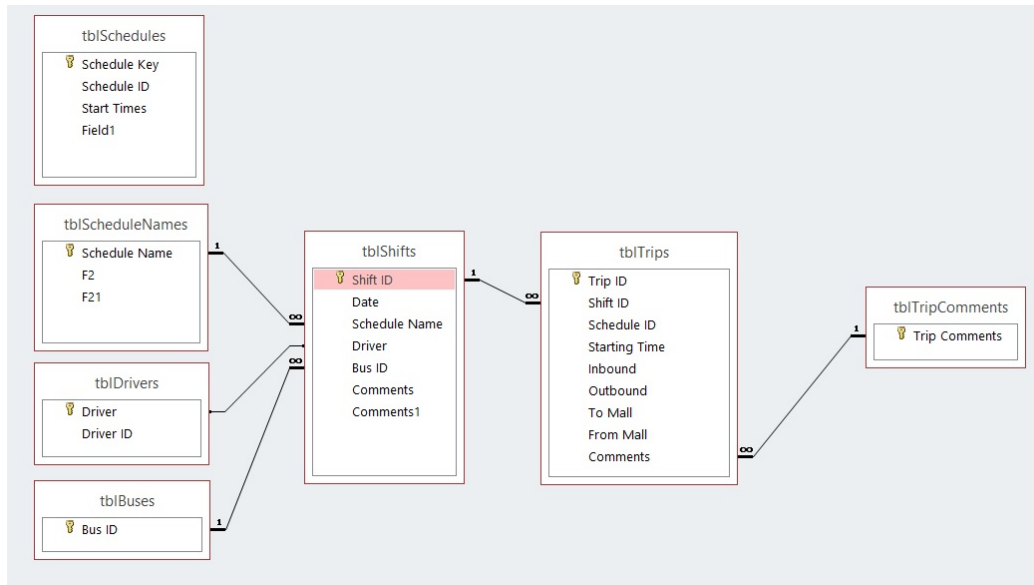 tblSchedules
Schedule Key
Schedule ID
Start Times
Field1
tblScheduleNames
Schedule Name
F2
F21
tblDrivers
Driver
Driver ID
tblBuses
Bus ID
tblShifts
Shift ID
Date
Schedule Name
Driver
Bus ID
Comments
Comments1
tblTrips
Trip ID
Shift ID
Schedule ID
Starting Time
Inbound
Outbound
To Mall
From Mall
Comments
tblTripComments
Trip Comments
1
∞
1
∞
1
∞
1
∞